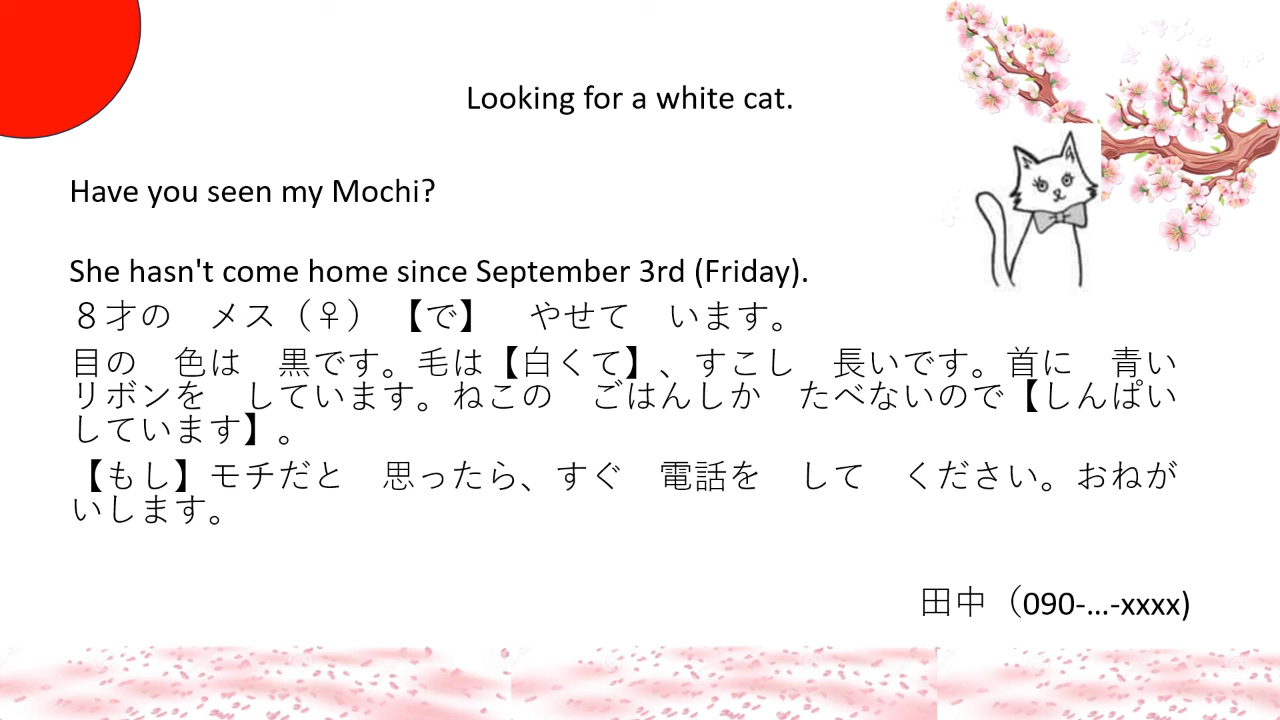 Looking for a white cat.
Have you seen my Mochi?
She hasn't come home since September 3rd (Friday).
８才の　メス（♀）【で】　やせて　います。
目の　色は　黒です。毛は【白くて】、すこし　長いです。首に　青い
リボンを　しています。ねこの　ごはんしか　たべないので【しんぱい
しています】。
【もし】モチだと　思ったら、すぐ　電話を　して　ください。おねが
いします。
田中（090-...-xxxx)